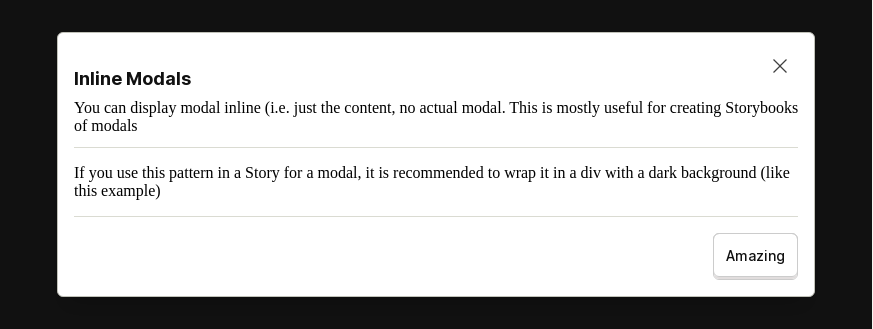 Inline Modals
You can display modal inline (i.e. just the content, no actual modal. This is mostly useful for creating Storybooks
of modals
If you use this pattern in a Story for a modal, it is recommended to wrap it in a div with a dark background (like
this example)
Amazing